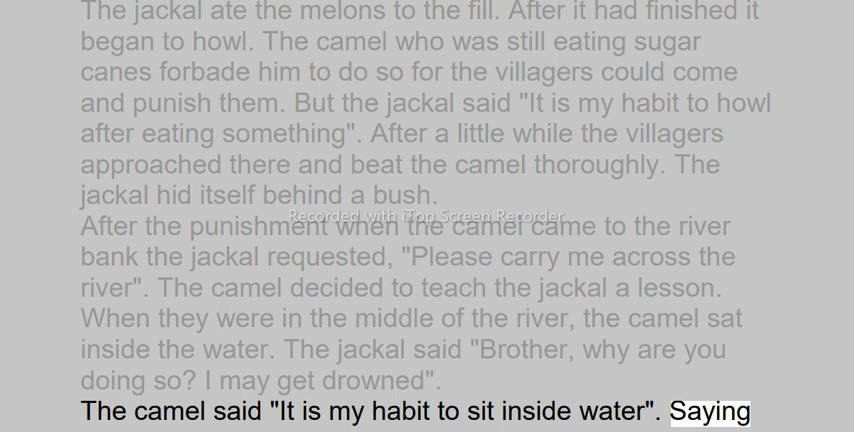 The jackal ate the melons to the fill. After it had finished it
began to howl. The camel who was still eating sugar
canes forbade him to do so for the villagers could come
and punish them. But the jackal said "It is my habit to howl
after eating something". After a little while the villagers
approached there and beat the camel thoroughly. The
jackal hid itself behind a bush.
Recorded with iTop Screen Recorder
After the punishment when the camel came to the river
bank the jackal requested, "Please carry me across the
river". The camel decided to teach the jackal a lesson.
When they were in the middle of the river, the camel sat
inside the water. The jackal said "Brother, why are you
doing so? I may get drowned".
The camel said "It is my habit to sit inside water". Saying